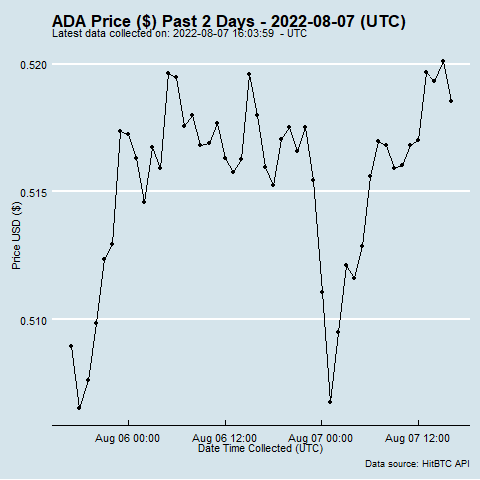 ADA Price ($) Past 2 Days - 2022-08-07 (UTC)
Latest data collected on: 2022-08-07 16:03:59 - UTC
0.520
0.515
0.510
Price USD ($)
Aug 06 00:00 Aug 06 12:00 Aug 07 00:00 Aug 07 12:00
Date Time Collected (UTC)
Data source: HitBTC API